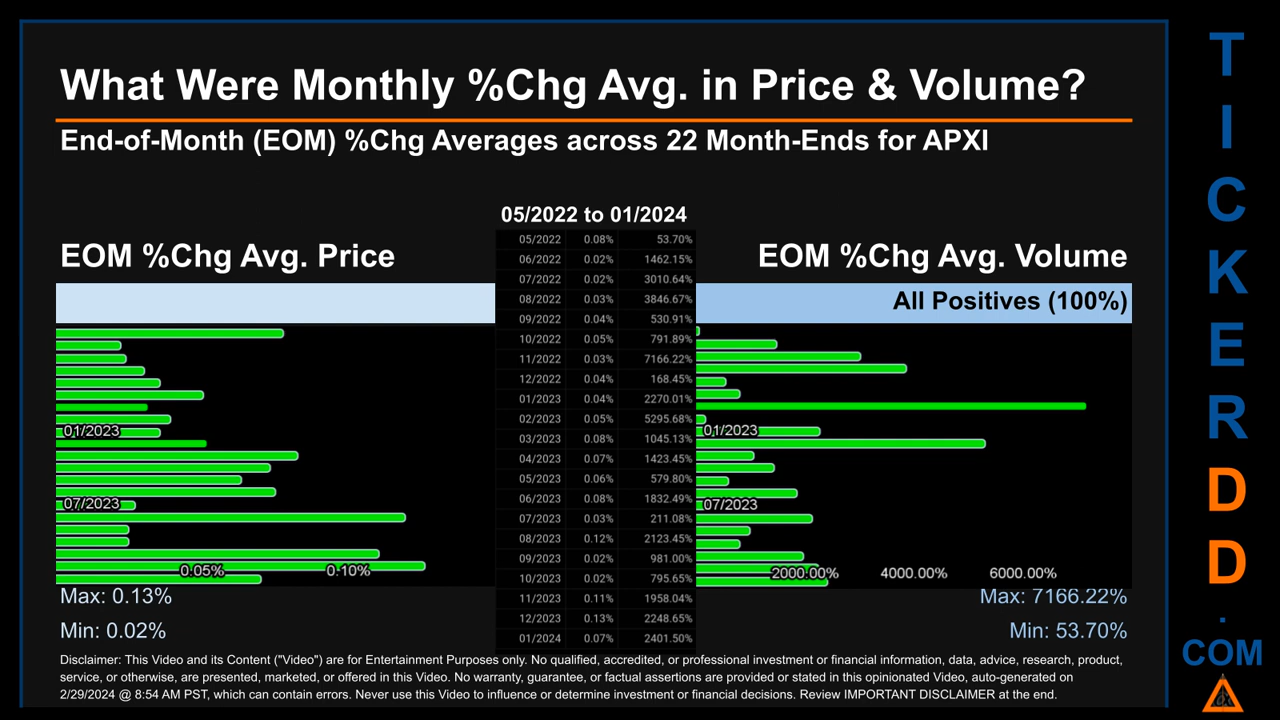 What Were Monthly %Chg Avg. in Price & Volume?
End-of-Month (EOM) %Chg Averages across 22 Month-Ends for APXI
05/2022 to 01/2024
EOM %Chg Avg. Price
EOM %Chg Avg. Volume
All Positives (100%)
05/2022 0.08% 53.70%
06/2022 0.02% 1462.15%
07/2022 0.02% 3010.64%
08/2022 0.03% 3846.67%
09/2022 0.04% 530.91%
10/2022 0.05% 791.89%
11/2022 0.03% 7166.22%
12/2022 0.04% 168.45%
01/2023 0.04% 2270.01%
02/2023 0.05% 5295.68%
03/2023 0.08% 1045.13%
04/2023 0.07% 1423.45%
05/2023 0.06% 579.80%
06/2023 0.08% 1832.49%
07/2023 0.03% 211.08%
08/2023 0.12% 2123.45%
09/2023 0.02% 981.00%
10/2023 0.02% 795.65%
11/2023 0.11% 1958.04%
12/2023 0.13% 2248.65%
01/2024 0.07% 2401.50%
01/2023
07/2023
0.05% 0.10%
01/2023
07/2023
2000.00% 4000.00% 6000.00%
Max: 0.13%
Min: 0.02%
Max: 7166.22%
Min: 53.70%
Disclaimer: This Video and its Content ("Video") are for Entertainment Purposes only. No qualified, accredited, or professional investment or financial information, data, advice, research, product,
service, or otherwise, are presented, marketed, or offered in this Video. No warranty, guarantee, or factual assertions are provided or stated in this opinionated Video, auto-generated on
2/29/2024 @ 8:54 AM PST, which can contain errors. Never use this Video to influence or determine investment or financial decisions. Review IMPORTANT DISCLAIMER at the end.
T
I
C
K
E
R
D
D
.
COM